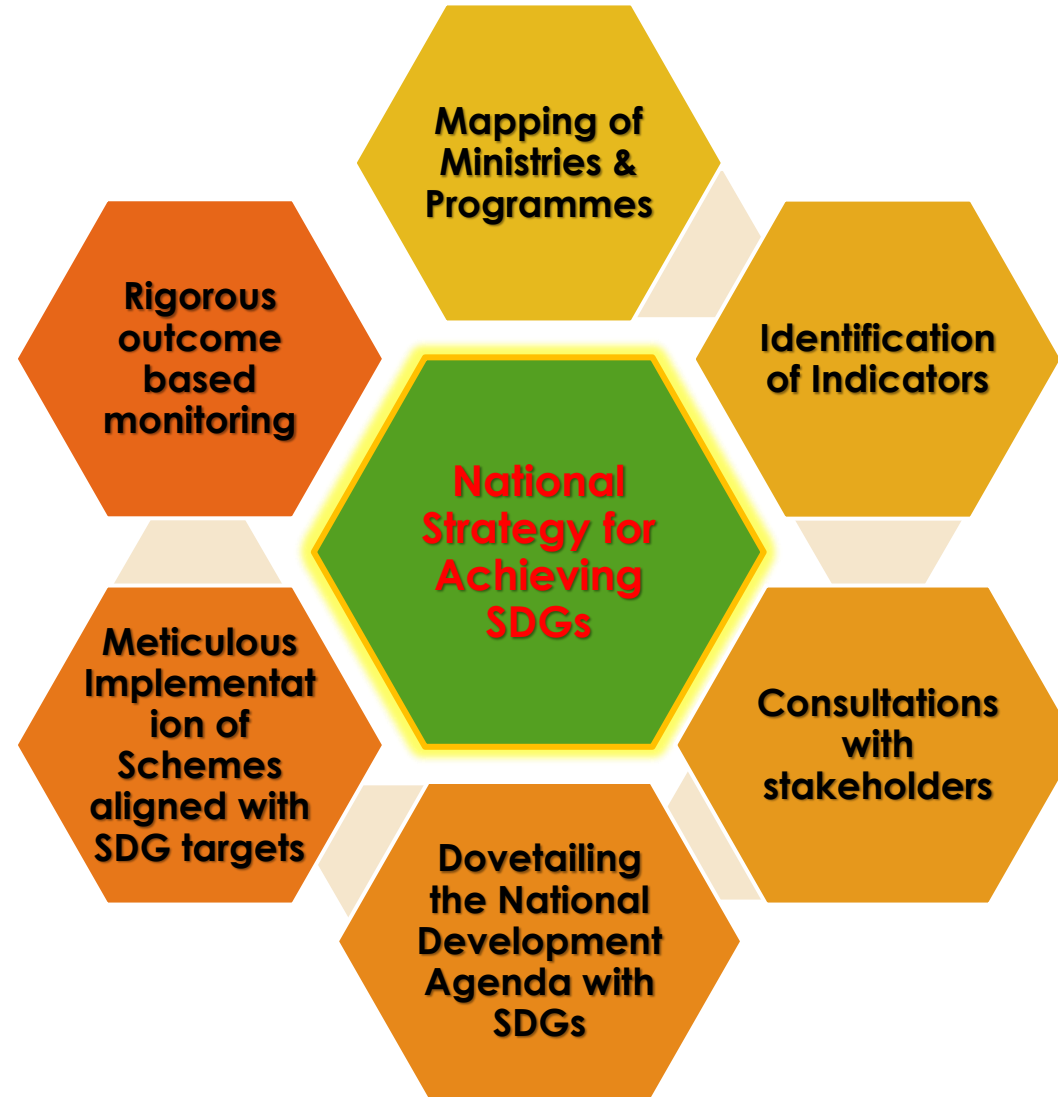 Mapping of
Ministries &
Programmes
Identification
of Indicators
Consultations
with
stakeholders
Dovetailing
the National
Development
Agenda with
SDGs
Meticulous
Implementat
ion of
Schemes
aligned with
SDG targets
Rigorous
outcome
based
monitoring
National
Strategy for
Achieving
SDGs